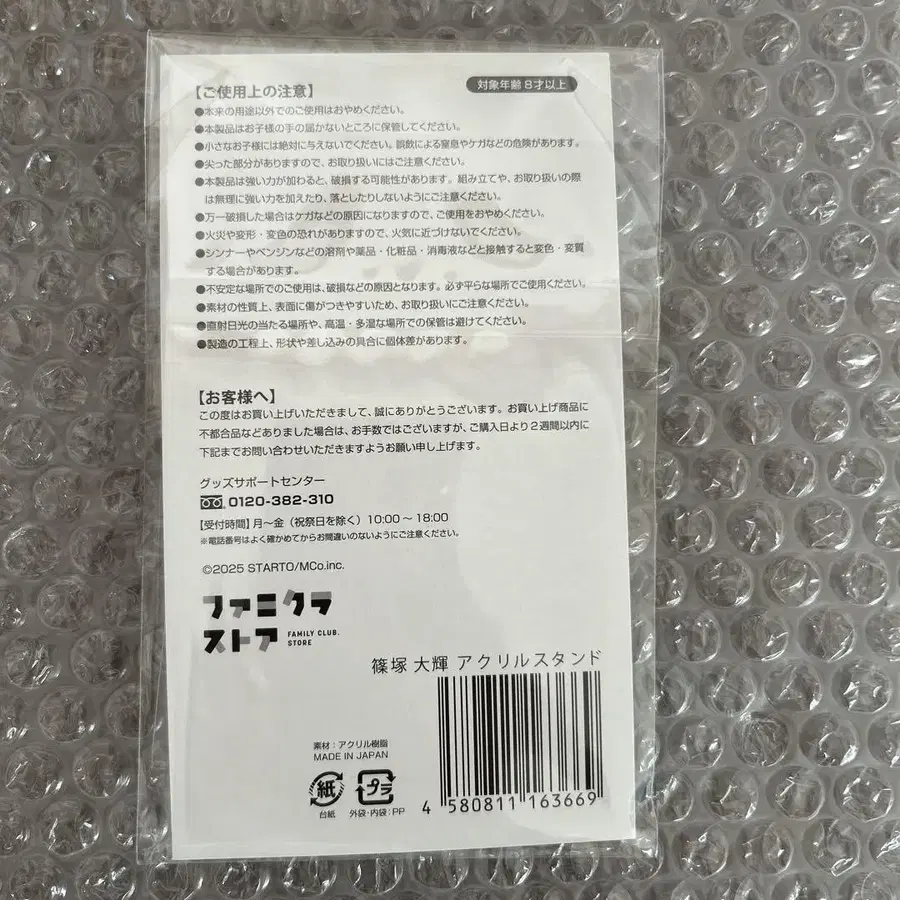 【ご使用上の注意】
対象年齢 8才以上
●本来の用途以外でのご使用はおやめください。
●本製品はお子様の手の届かないところに保管してください。
●小さなお子様には絶対に与えないでください。誤飲による窒息やケガなどの危険があります。
●尖った部分がありますので、お取り扱いにはご注意ください。
●本製品は強い力が加わると、破損する可能性があります。組み立てや、お取り扱いの際
は無理に強い力を加えたり、落としたりしないようにご注意ください。
●万一破損した場合はケガなどの原因になりますので、ご使用をおやめください。
●火災や変形・変色の恐れがありますので、火気に近づけないでください。
●シンナーやベンジンなどの溶剤や薬品・化粧品・消毒液などと接触すると変色・変質
する場合があります。
●不安定な場所でのご使用は、破損などの原因となります。必ず平らな場所でご使用ください。
●素材の性質上、表面に傷がつきやすいため、お取り扱いにご注意ください。
●直射日光の当たる場所や、高温・多湿な場所での保管は避けてください。
●製造の工程上、形状や差し込みの具合に個体差があります。
【お客様へ】
この度はお買い上げいただきまして、誠にありがとうございます。お買い上げ商品に
不都合品などありました場合は、お手数ではございますが、ご購入日より2週間以内に
下記までお問い合わせいただきますようお願い申し上げます。
グッズサポートセンター
0120-382-310
【受付時間】月〜金（祝祭日を除く）10:00〜18:00
※電話番号はよく確かめてからお間違いのないようにご注意ください。
©2025 STARTO/MCo.inc.
ファミクラ
ストア FAMILY CLUB. STORE
篠塚 大輝 アクリルスタンド
素材：アクリル樹脂
MADE IN JAPAN
紙 プラ
台紙 外袋・内袋：PP
4 580811 163669